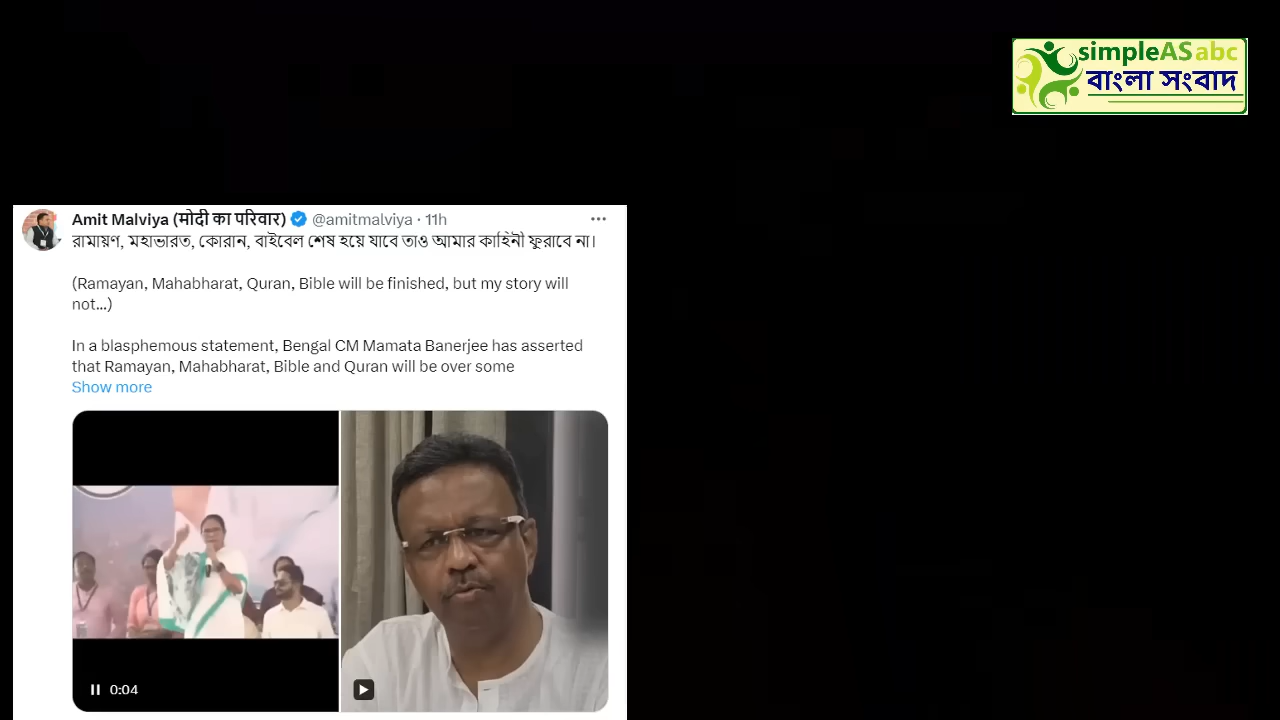 simpleASabc
বাংলা সংবাদ
Amit Malviya (मोदी का परिवार) @amitmalviya · 11h
রামায়ণ, মহাভারত, কোরান, বাইবেল শেষ হয়ে যাবে তাও আমার কাহিনী ফুরাবে না।
(Ramayan, Mahabharat, Quran, Bible will be finished, but my story will
not...)
In a blasphemous statement, Bengal CM Mamata Banerjee has asserted
that Ramayan, Mahabharat, Bible and Quran will be over some
Show more
0:04